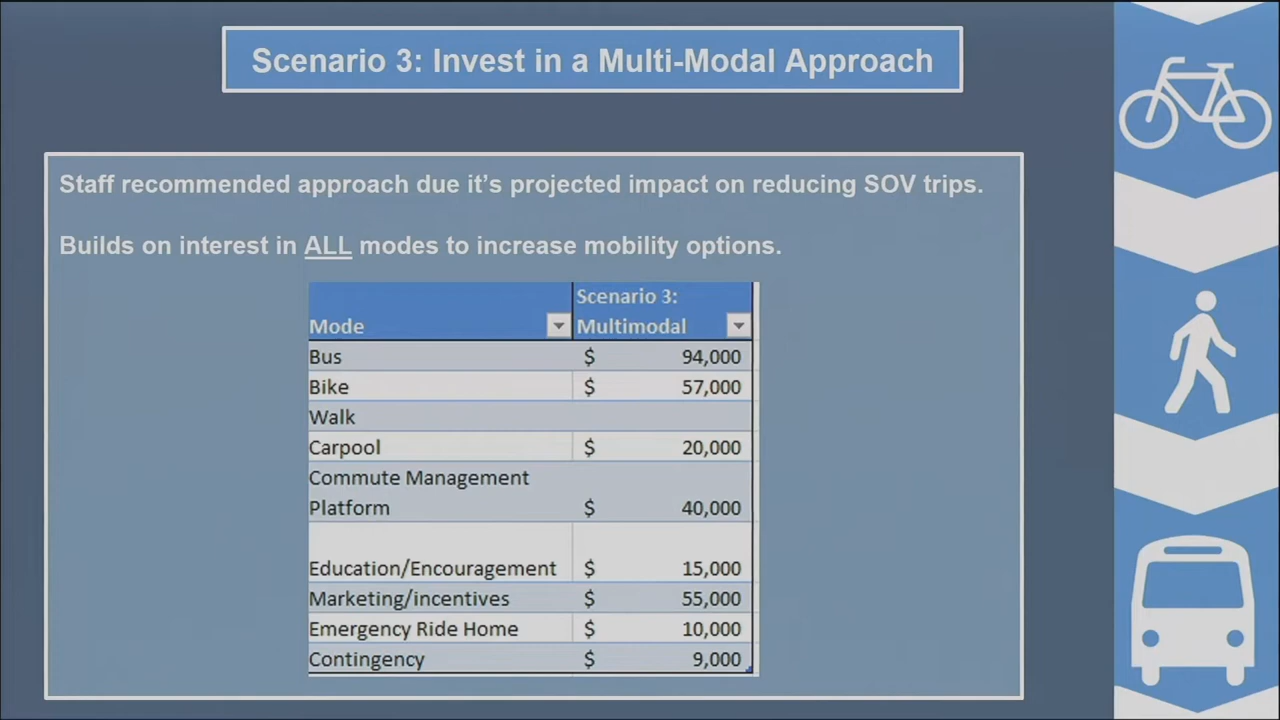 Scenario 3: Invest in a Multi-Modal Approach
Staff recommended approach due it's projected impact on reducing SOV trips.
Builds on interest in ALL modes to increase mobility options.
Mode Scenario 3: Multimodal
Bus $ 94,000
Bike $ 57,000
Walk
Carpool $ 20,000
Commute Management
Platform $ 40,000
Education/Encouragement $ 15,000
Marketing/incentives $ 55,000
Emergency Ride Home $ 10,000
Contingency $ 9,000